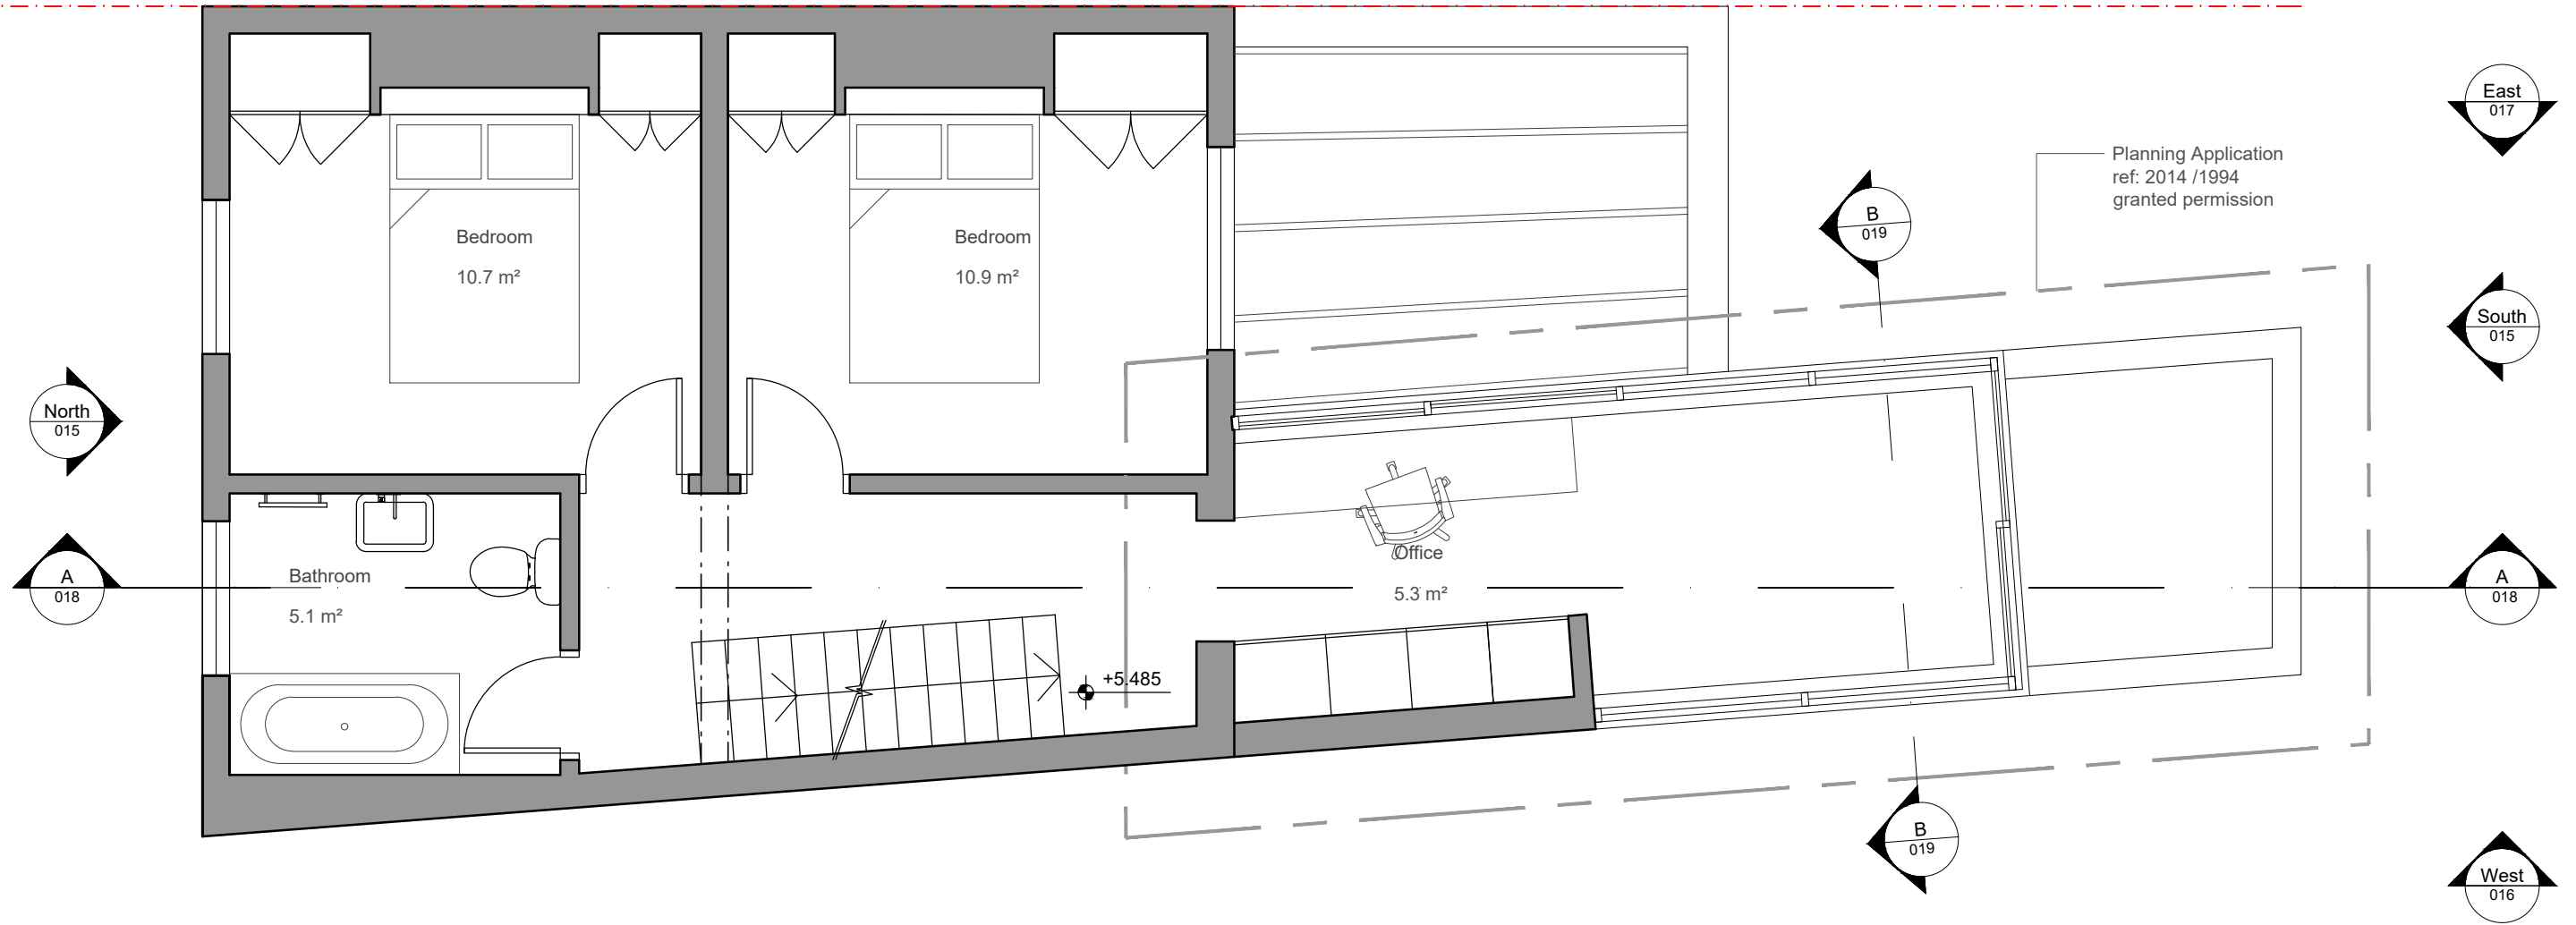 East
017
Planning Application
ref: 2014 /1994
granted permission
B
019
Bedroom
10.7 m²
Bedroom
10.9 m²
South
015
North
015
Office
5.3 m²
A
018
Bathroom
5.1 m²
A
018
+5.485
B
019
West
016